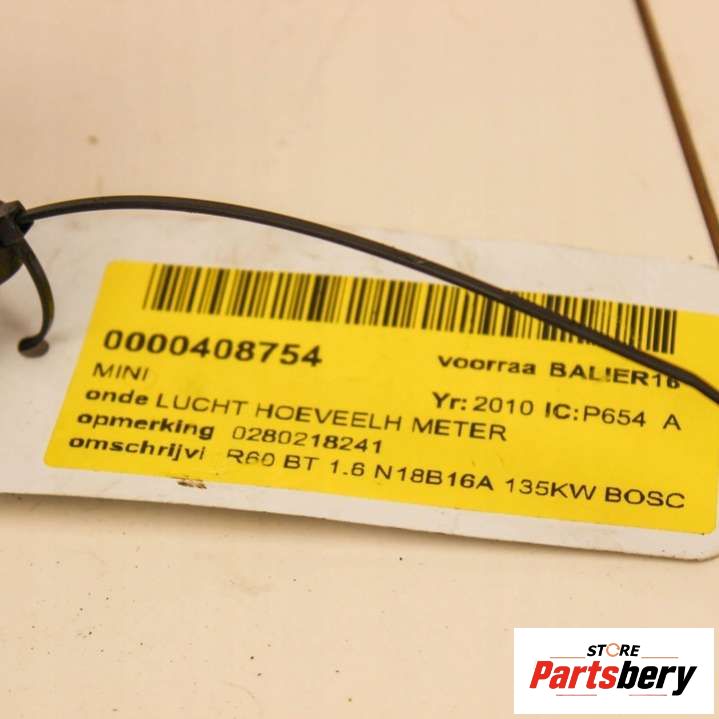 0000408754 voorraa BALIER16
MINI Yr: 2010 IC: P654 A
onde LUCHT HOEVEELH METER
opmerking 0280218241
omschrijvi R60 BT 1.6 N18B16A 135KW BOSC
STORE
Partsbery